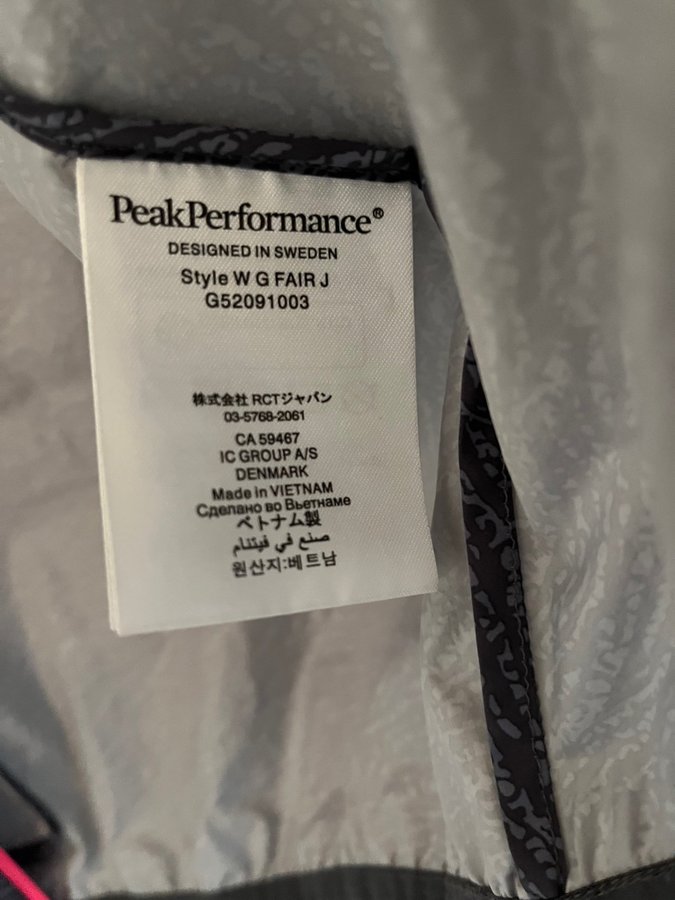 PeakPerformance®
DESIGNED IN SWEDEN
Style W G FAIR J
G52091003
株式会社 RCTジャパン
03-5768-2061
CA 59467
IC GROUP A/S
DENMARK
Made in VIETNAM
Сделано во Вьетнаме
ベトナム製
صنع في فيتنام
원산지:베트남